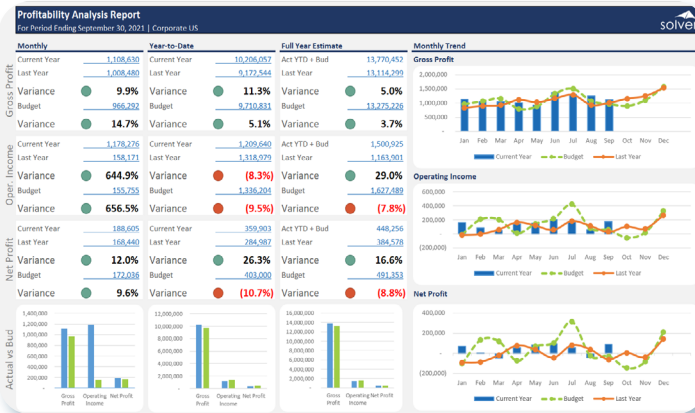 Profitability Analysis Report
For Period Ending September 30, 2021 | Corporate US
solver
Monthly
Year-to-Date
Full Year Estimate
Monthly Trend
Gross Profit
Current Year 1,108,630 Current Year 10,206,057 Act YTD + Bud 13,770,452
Last Year 1,008,480 Last Year 9,172,544 Last Year 13,114,299
Variance 9.9% Variance 11.3% Variance 5.0%
Budget 966,292 Budget 9,710,831 Budget 13,275,226
Variance 14.7% Variance 5.1% Variance 3.7%
Oper. Income
Current Year 1,178,276 Current Year 1,209,640 Act YTD + Bud 1,500,925
Last Year 158,171 Last Year 1,318,979 Last Year 1,163,901
Variance 644.9% Variance (8.3%) Variance 29.0%
Budget 155,755 Budget 1,336,204 Budget 1,627,489
Variance 656.5% Variance (9.5%) Variance (7.8%)
Net Profit
Current Year 188,605 Current Year 359,903 Act YTD + Bud 448,256
Last Year 168,440 Last Year 284,987 Last Year 384,578
Variance 12.0% Variance 26.3% Variance 16.6%
Budget 172,036 Budget 403,000 Budget 491,353
Variance 9.6% Variance (10.7%) Variance (8.8%)
Actual vs Bud
1,400,000
1,200,000
1,000,000
800,000
600,000
400,000
200,000
-
Gross Profit Operating Income Net Profit
12,000,000
10,000,000
8,000,000
6,000,000
4,000,000
2,000,000
-
Gross Profit Operating Income Net Profit
16,000,000
14,000,000
12,000,000
10,000,000
8,000,000
6,000,000
4,000,000
2,000,000
-
Gross Profit Operating Income Net Profit
Gross Profit
2,000,000
1,500,000
1,000,000
500,000
-
Jan Feb Mar Apr May Jun Jul Aug Sep Oct Nov Dec
Current Year Budget Last Year
Operating Income
600,000
400,000
200,000
-
(200,000)
Jan Feb Mar Apr May Jun Jul Aug Sep Oct Nov Dec
Current Year Budget Last Year
Net Profit
400,000
200,000
-
(200,000)
Jan Feb Mar Apr May Jun Jul Aug Sep Oct Nov Dec
Current Year Budget Last Year